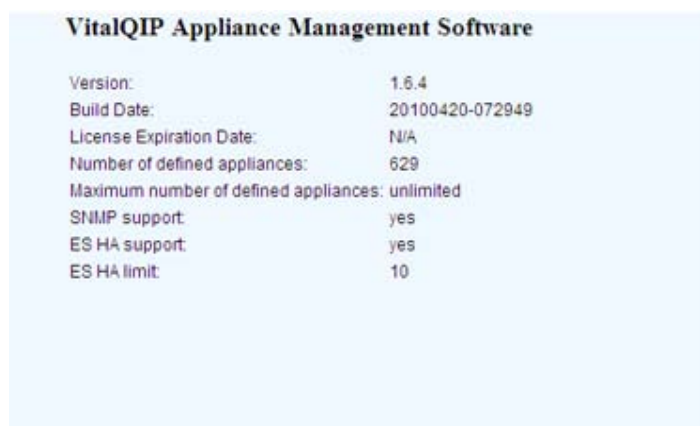 VitalQIP Appliance Management Software
Version: 1.6.4
Build Date: 20100420-072949
License Expiration Date: N/A
Number of defined appliances: 629
Maximum number of defined appliances: unlimited
SNMP support: yes
ES HA support: yes
ES HA limit: 10